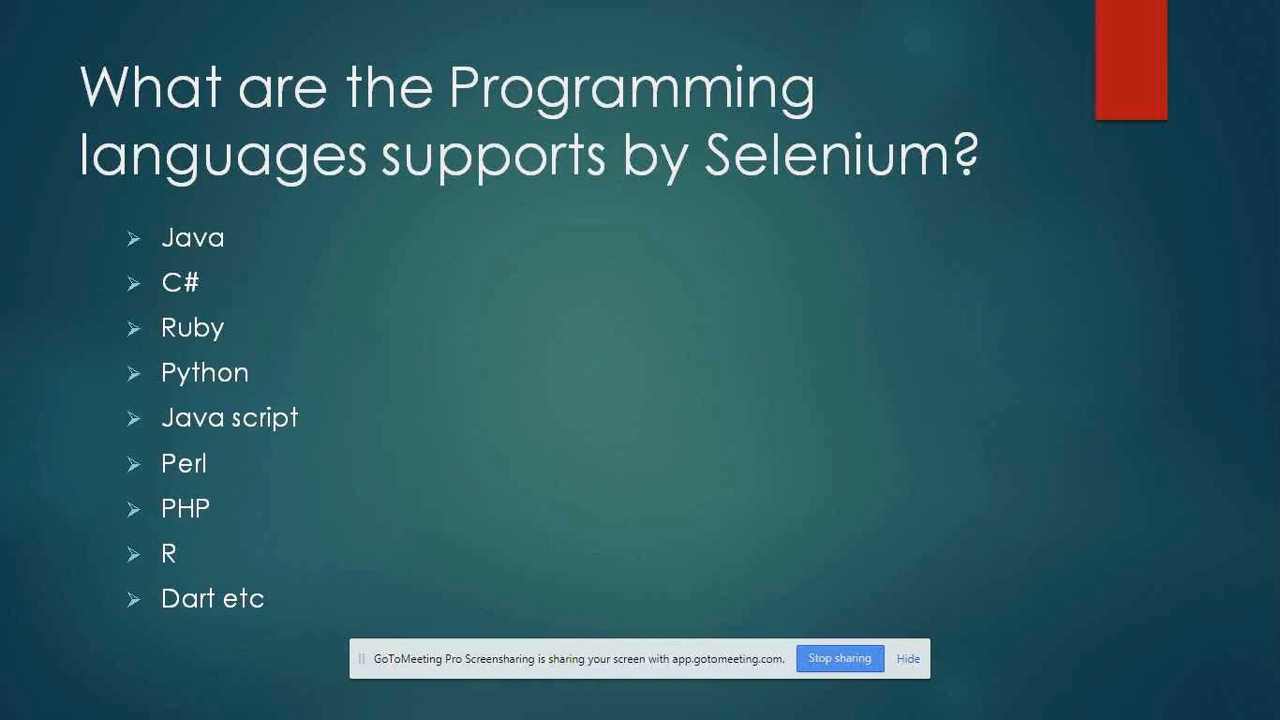 What are the Programming
languages supports by Selenium?
Java
C#
Ruby
Python
Java script
Perl
PHP
R
Dart etc
GoToMeeting Pro Screensharing is sharing your screen with app.gotomeeting.com. Stop sharing Hide